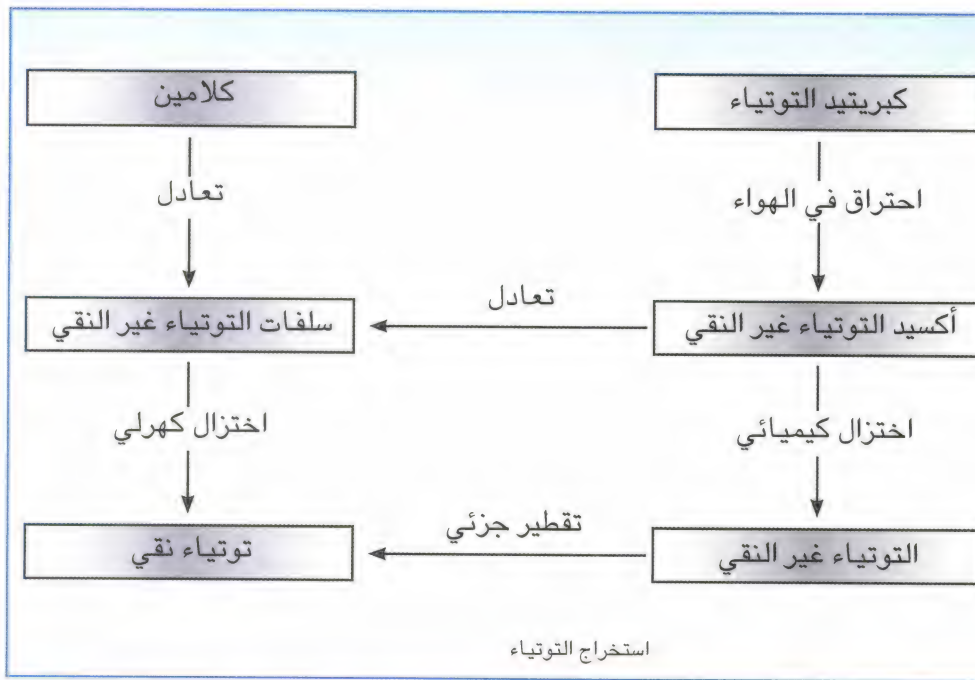 كبريتيد التوتياء
كلامين
احتراق في الهواء
تعادل
أكسيد التوتياء غير النقي
تعادل
سلفات التوتياء غير النقي
اختزال كيميائي
اختزال كهرلي
التوتياء غير النقي
تقطير جزئي
توتياء نقي
استخراج التوتياء